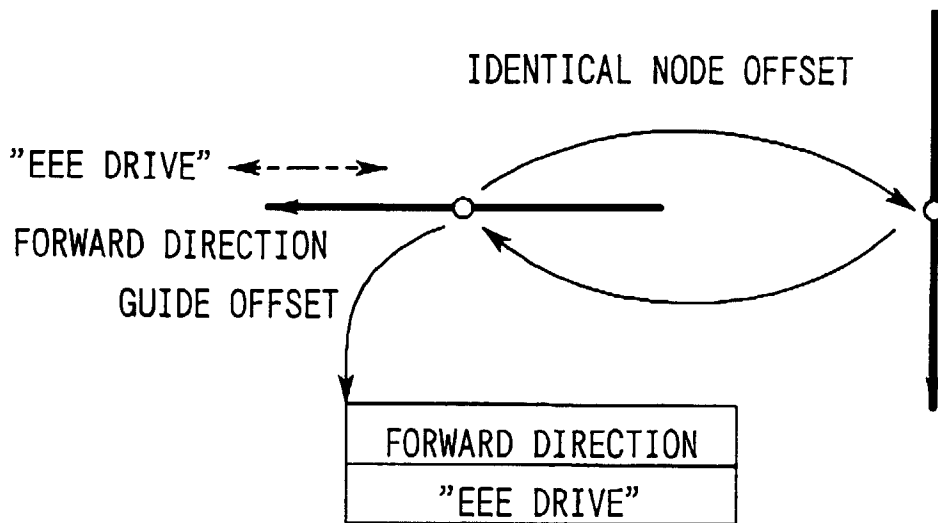 IDENTICAL NODE OFFSET
"EEE DRIVE"
FORWARD DIRECTION
GUIDE OFFSET
FORWARD DIRECTION
"EEE DRIVE"